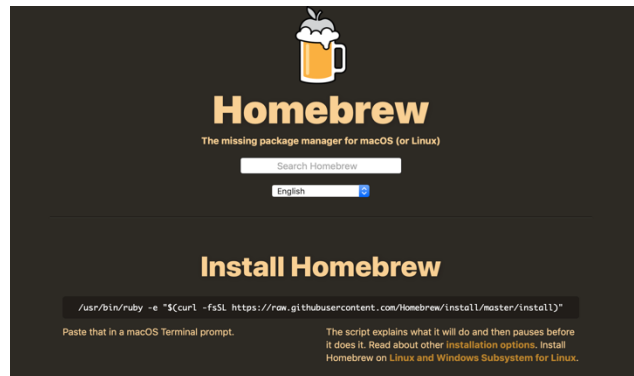 Homebrew
The missing package manager for macOS (or Linux)
Search Homebrew
English
Install Homebrew
/usr/bin/ruby -e "$(curl -fsSL https://raw.githubusercontent.com/Homebrew/install/master/install)"
Paste that in a macOS Terminal prompt.
The script explains what it will do and then pauses before
it does it. Read about other installation options. Install
Homebrew on Linux and Windows Subsystem for Linux.